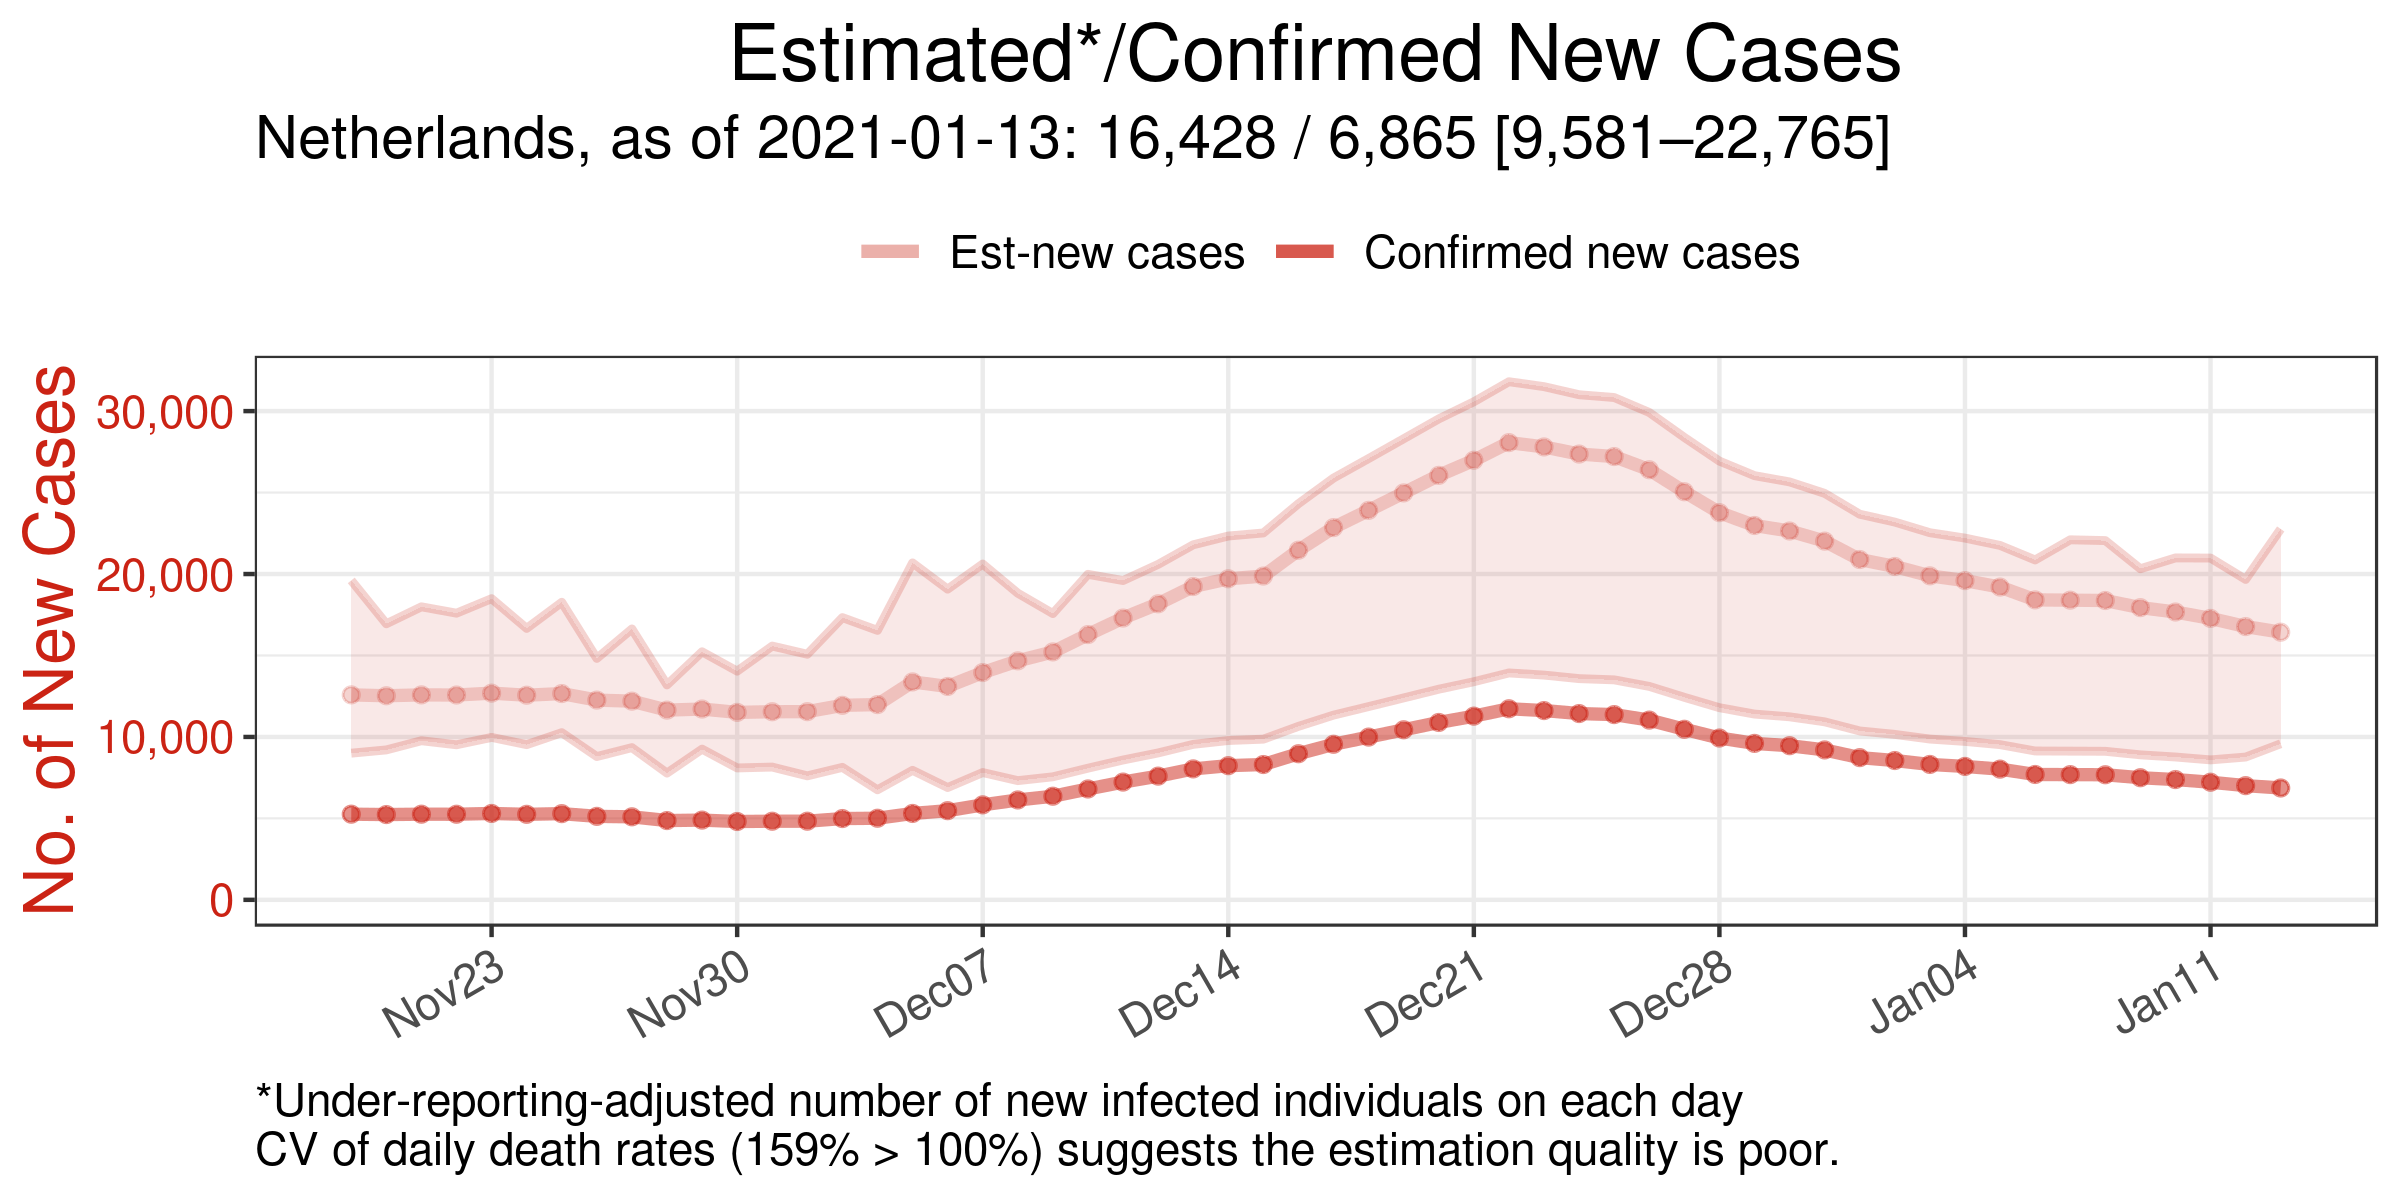 Estimated*/Confirmed New Cases
Netherlands, as of 2021-01-13: 16,428 / 6,865 [9,581–22,765]
Est-new cases
Confirmed new cases
No. of New Cases
30,000
20,000
10,000
0
Nov23
Nov30
Dec07
Dec14
Dec21
Dec28
Jan04
Jan11
*Under-reporting-adjusted number of new infected individuals on each day
CV of daily death rates (159% > 100%) suggests the estimation quality is poor.